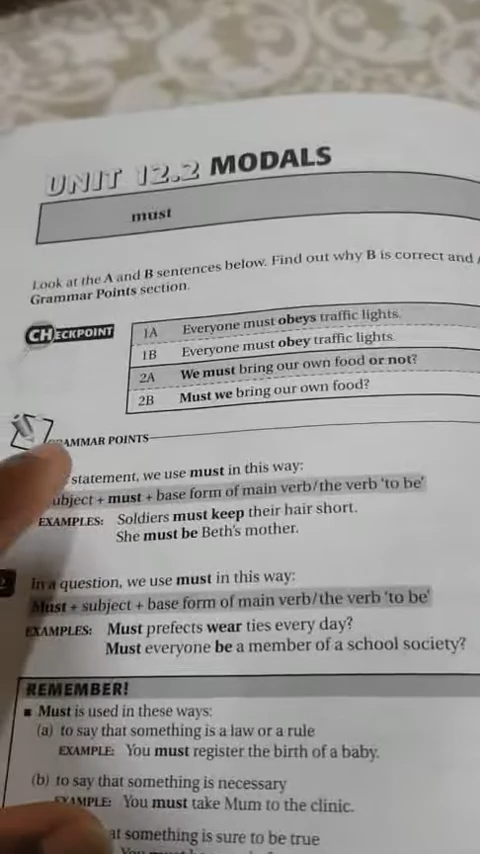 UNIT 12.2 MODALS
must
Look at the A and B sentences below. Find out why B is correct and
Grammar Points section.
CHECKPOINT
1A Everyone must obeys traffic lights.
1B Everyone must obey traffic lights.
2A We must bring our own food or not?
2B Must we bring our own food?
GRAMMAR POINTS
statement, we use must in this way:
subject + must + base form of main verb/the verb 'to be'
EXAMPLES: Soldiers must keep their hair short.
She must be Beth's mother.
2 In a question, we use must in this way:
Must + subject + base form of main verb/the verb 'to be'
EXAMPLES: Must prefects wear ties every day?
Must everyone be a member of a school society?
REMEMBER!
■ Must is used in these ways:
(a) to say that something is a law or a rule
EXAMPLE: You must register the birth of a baby.
(b) to say that something is necessary
EXAMPLE: You must take Mum to the clinic.
at something is sure to be true